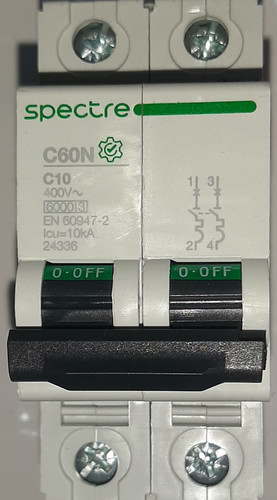 spectre
C60N
C10
400V~
6000 3
EN 60947-2
Icu=10kA
24336
1 3
2 4
0·OFF 0·OFF